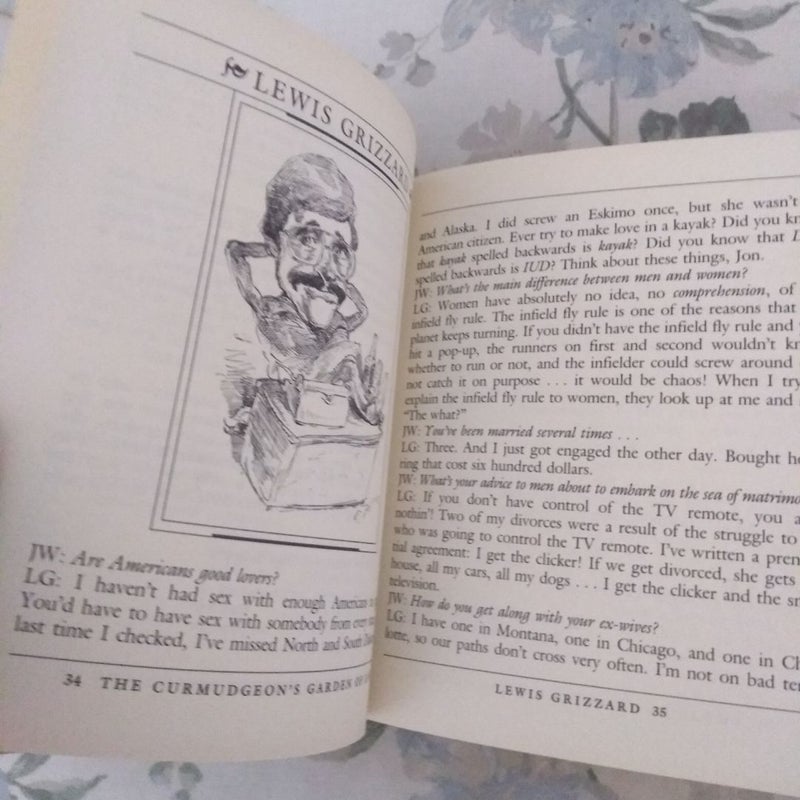 LEWIS GRIZZARD
JW: Are Americans good lovers?
LG: I haven't had sex with enough Americans
You'd have to have sex with somebody from every
last time I checked, I've missed North and South
34 THE CURMUDGEON'S GARDEN OF
and Alaska. I did screw an Eskimo once, but she wasn't
American citizen. Ever try to make love in a kayak? Did you
that kayak spelled backwards is kayak? Did you know that
spelled backwards is IUD? Think about these things, Jon.
JW: What's the main difference between men and women?
LG: Women have absolutely no idea, no comprehension, of
infield fly rule. The infield fly rule is one of the reasons that
planet keeps turning. If you didn't have the infield fly rule and
hit a pop-up, the runners on first and second wouldn't
whether to run or not, and the infielder could screw around
not catch it on purpose . . . it would be chaos! When I try
explain the infield fly rule to women, they look up at me and
"The what?"
JW: You've been married several times . . .
LG: Three. And I just got engaged the other day. Bought
ring that cost six hundred dollars.
JW: What's your advice to men about to embark on the sea of
LG: If you don't have control of the TV remote, you
nothin'! Two of my divorces were a result of the struggle to
who was going to control the TV remote. I've written a
tial agreement: I get the clicker! If we get divorced, she gets
house, all my cars, all my dogs . . . I get the clicker and the
television.
JW: How do you get along with your ex-wives?
LG: I have one in Montana, one in Chicago, and one in
lotte, so our paths don't cross very often. I'm not on bad
LEWIS GRIZZARD 35